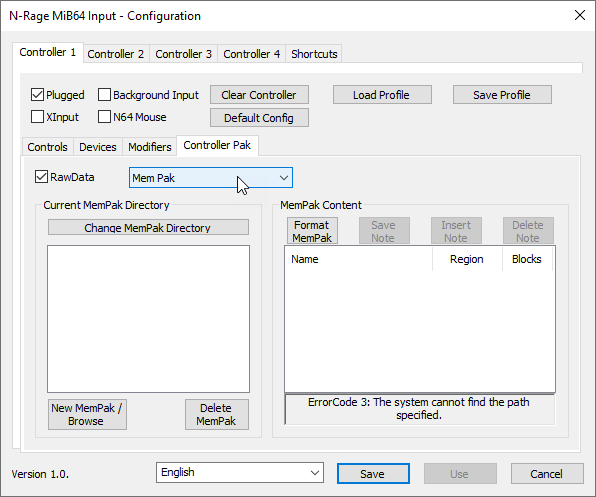 N-Rage MiB64 Input - Configuration
Controller 1 Controller 2 Controller 3 Controller 4 Shortcuts
Plugged Background Input Clear Controller Load Profile Save Profile
XInput N64 Mouse Default Config
Controls Devices Modifiers Controller Pak
RawData Mem Pak
Current MemPak Directory
Change MemPak Directory
New MemPak /
Browse
Delete
MemPak
MemPak Content
Format
MemPak
Save
Note
Insert
Note
Delete
Note
Name Region Blocks
ErrorCode 3: The system cannot find the path
specified.
Version 1.0. English Save Use Cancel